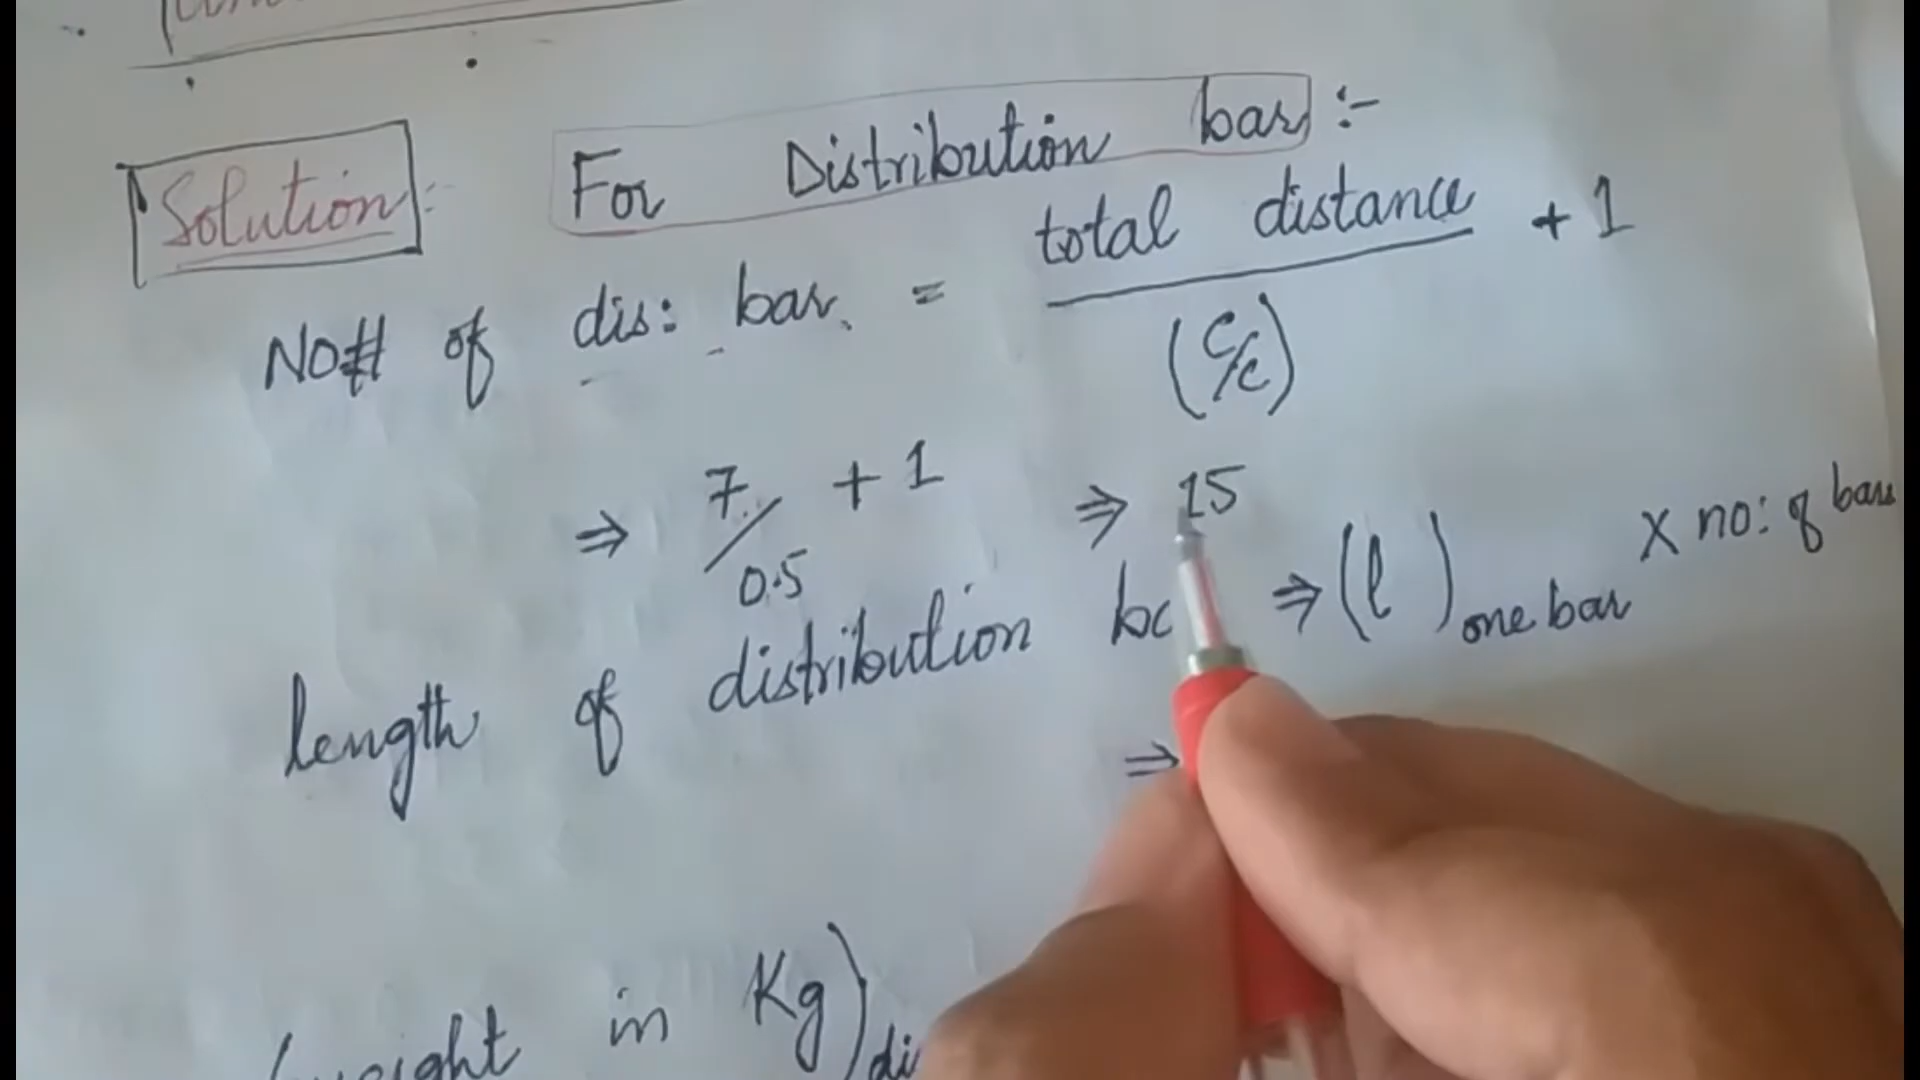 Solution:- For Distribution bar :-
No# of dis: bar. = total distance + 1
(C/C)
⇒ 7/0.5 + 1 ⇒ 15
length of distribution ⇒ (l)one bar X no: of bars
⇒
in Kg)